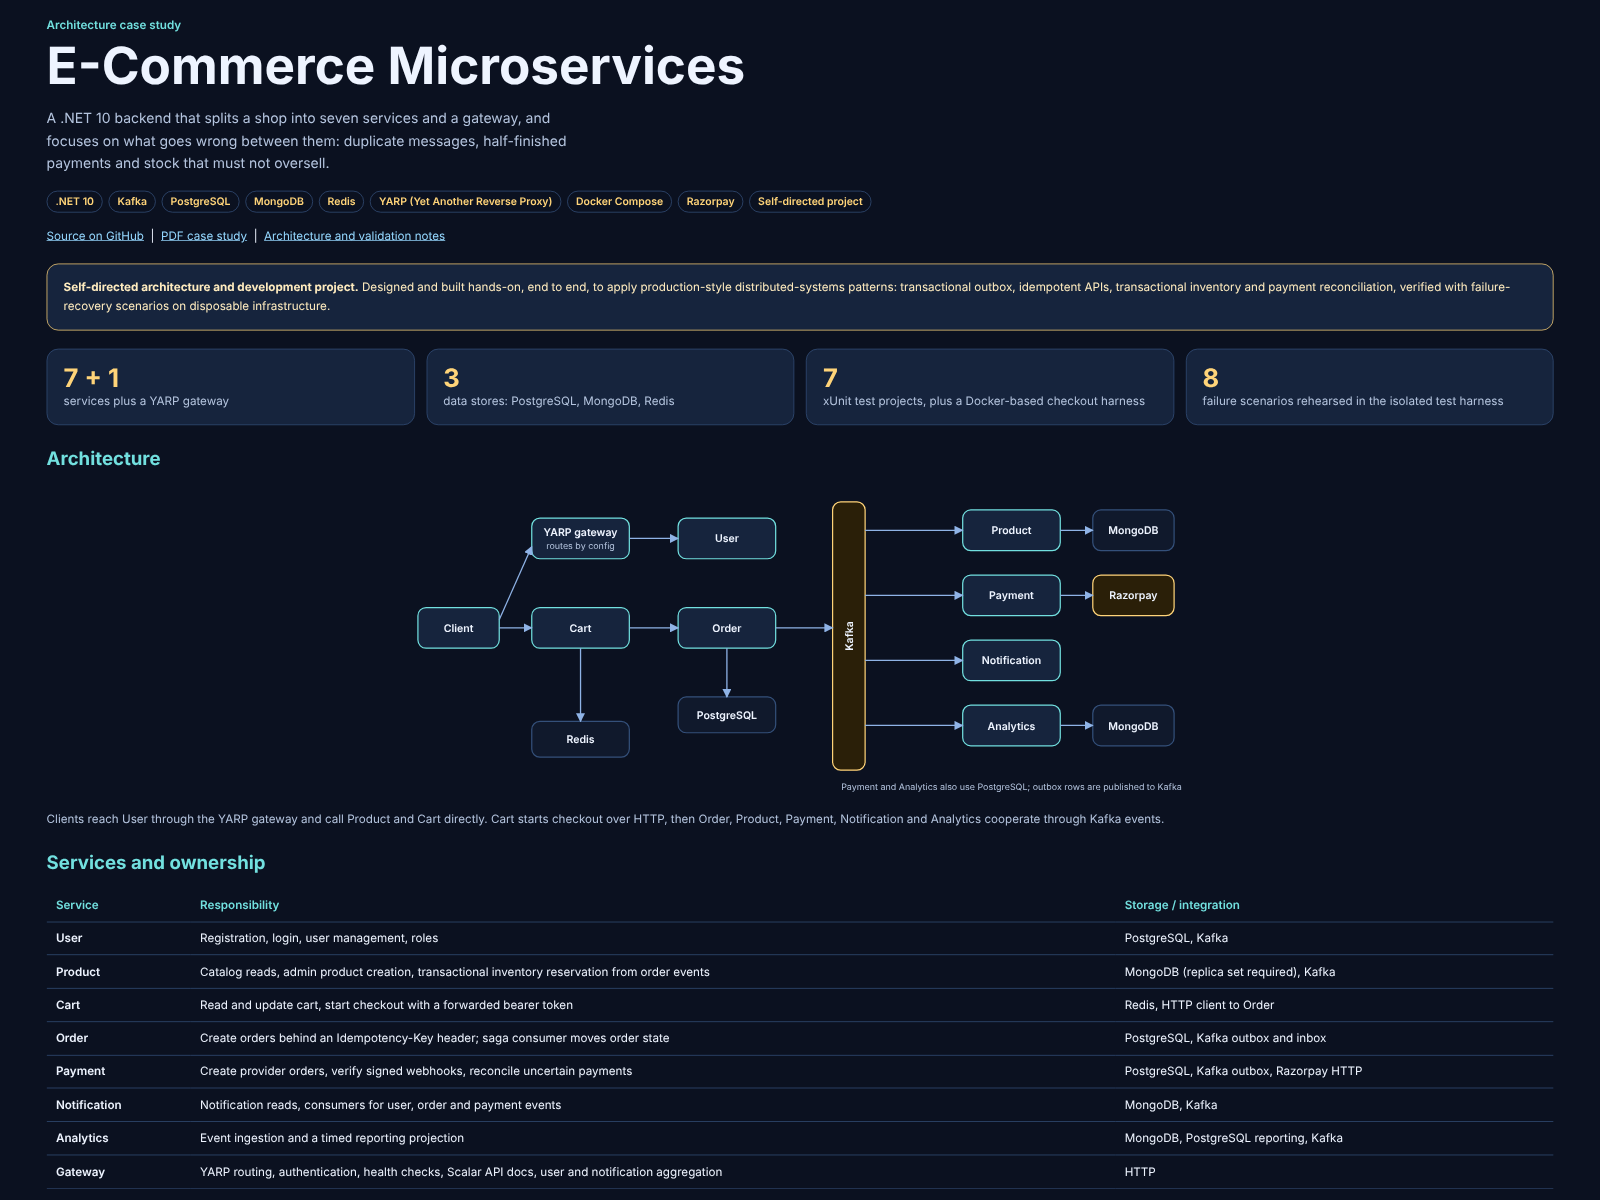 Architecture case study
E-Commerce Microservices
A .NET 10 backend that splits a shop into seven services and a gateway, and
focuses on what goes wrong between them: duplicate messages, half-finished
payments and stock that must not oversell.
.NET 10 Kafka PostgreSQL MongoDB Redis YARP (Yet Another Reverse Proxy) Docker Compose Razorpay Self-directed project
Source on GitHub | PDF case study | Architecture and validation notes
Self-directed architecture and development project. Designed and built hands-on, end to end, to apply production-style distributed-systems patterns: transactional outbox, idempotent APIs, transactional inventory and payment reconciliation, verified with failure-
recovery scenarios on disposable infrastructure.
7 + 1
services plus a YARP gateway
3
data stores: PostgreSQL, MongoDB, Redis
7
xUnit test projects, plus a Docker-based checkout harness
8
failure scenarios rehearsed in the isolated test harness
Architecture
YARP gateway
routes by config
User
Client
Cart
Order
Redis
PostgreSQL
Kafka
Product
MongoDB
Payment
Razorpay
Notification
Analytics
MongoDB
Payment and Analytics also use PostgreSQL; outbox rows are published to Kafka
Clients reach User through the YARP gateway and call Product and Cart directly. Cart starts checkout over HTTP, then Order, Product, Payment, Notification and Analytics cooperate through Kafka events.
Services and ownership
Service Responsibility Storage / integration
User Registration, login, user management, roles PostgreSQL, Kafka
Product Catalog reads, admin product creation, transactional inventory reservation from order events MongoDB (replica set required), Kafka
Cart Read and update cart, start checkout with a forwarded bearer token Redis, HTTP client to Order
Order Create orders behind an Idempotency-Key header; saga consumer moves order state PostgreSQL, Kafka outbox and inbox
Payment Create provider orders, verify signed webhooks, reconcile uncertain payments PostgreSQL, Kafka outbox, Razorpay HTTP
Notification Notification reads, consumers for user, order and payment events MongoDB, Kafka
Analytics Event ingestion and a timed reporting projection MongoDB, PostgreSQL reporting, Kafka
Gateway YARP routing, authentication, health checks, Scalar API docs, user and notification aggregation HTTP